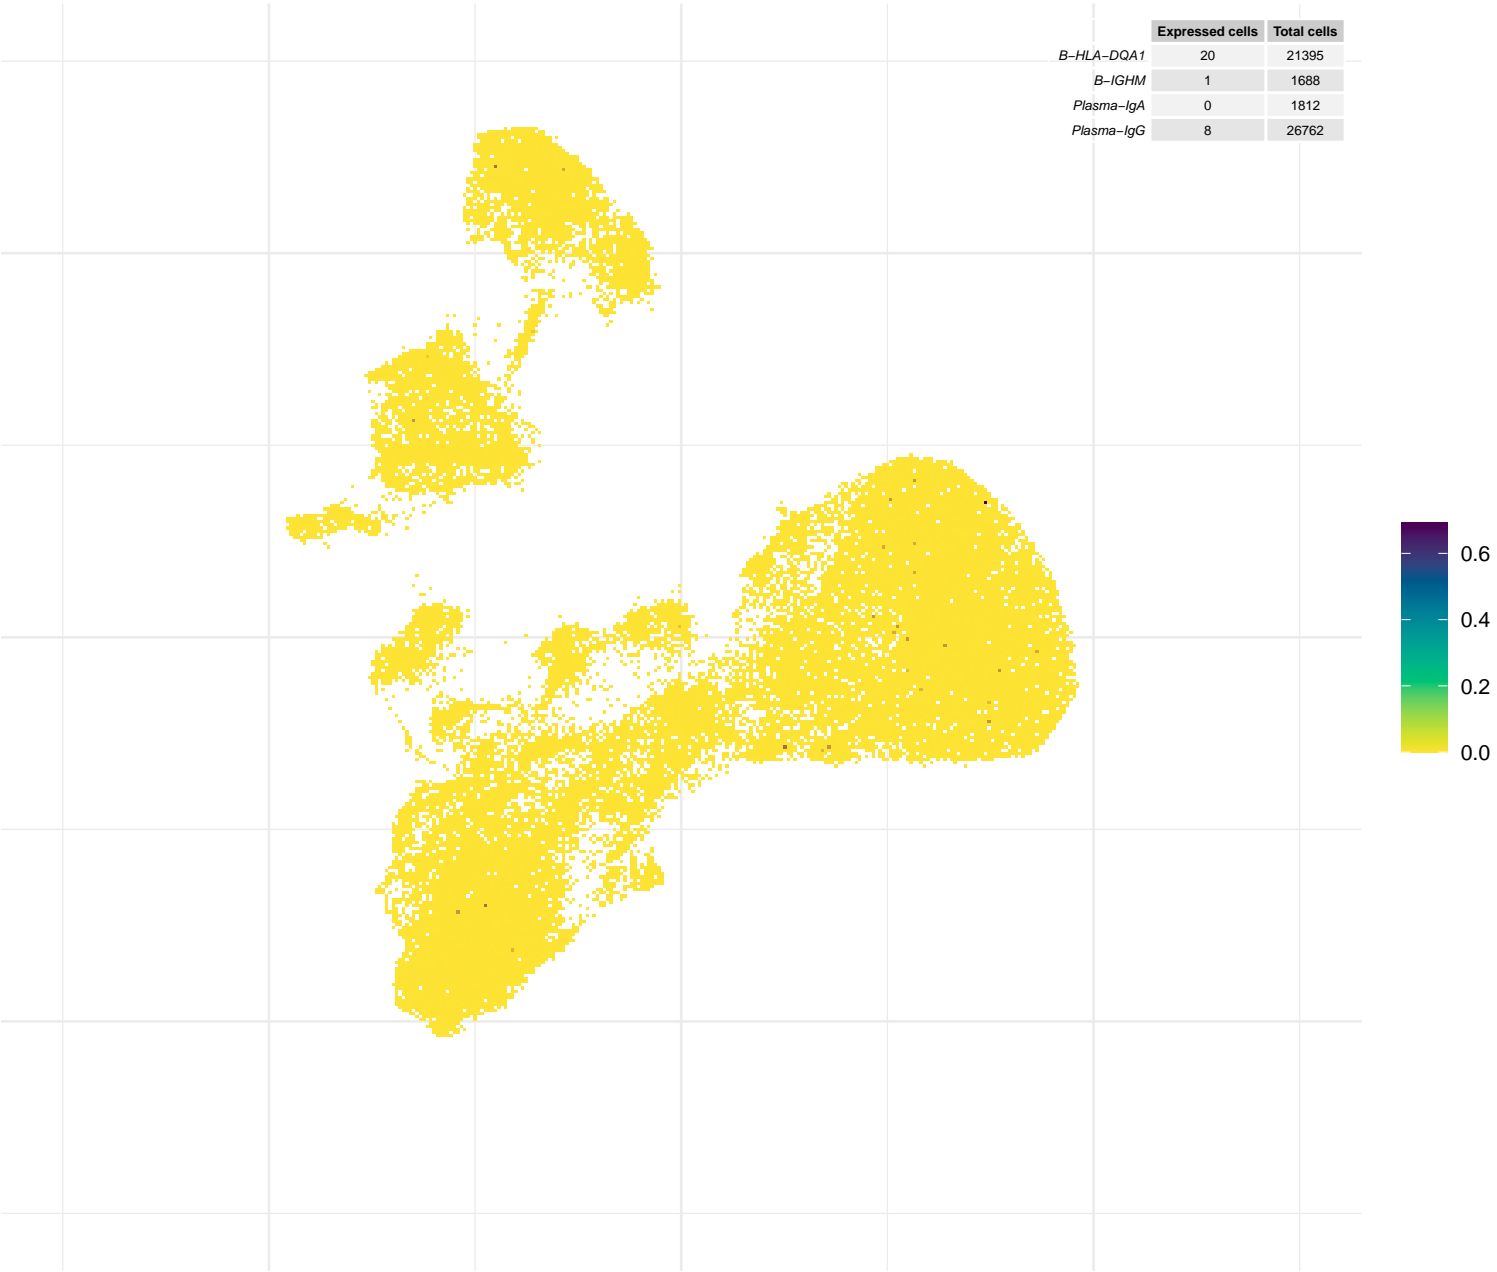 Expressed cells Total cells
B–HLA–DQA1 20 21395
B–IGHM 1 1688
Plasma–IgA 0 1812
Plasma–IgG 8 26762
0.6
0.4
0.2
0.0